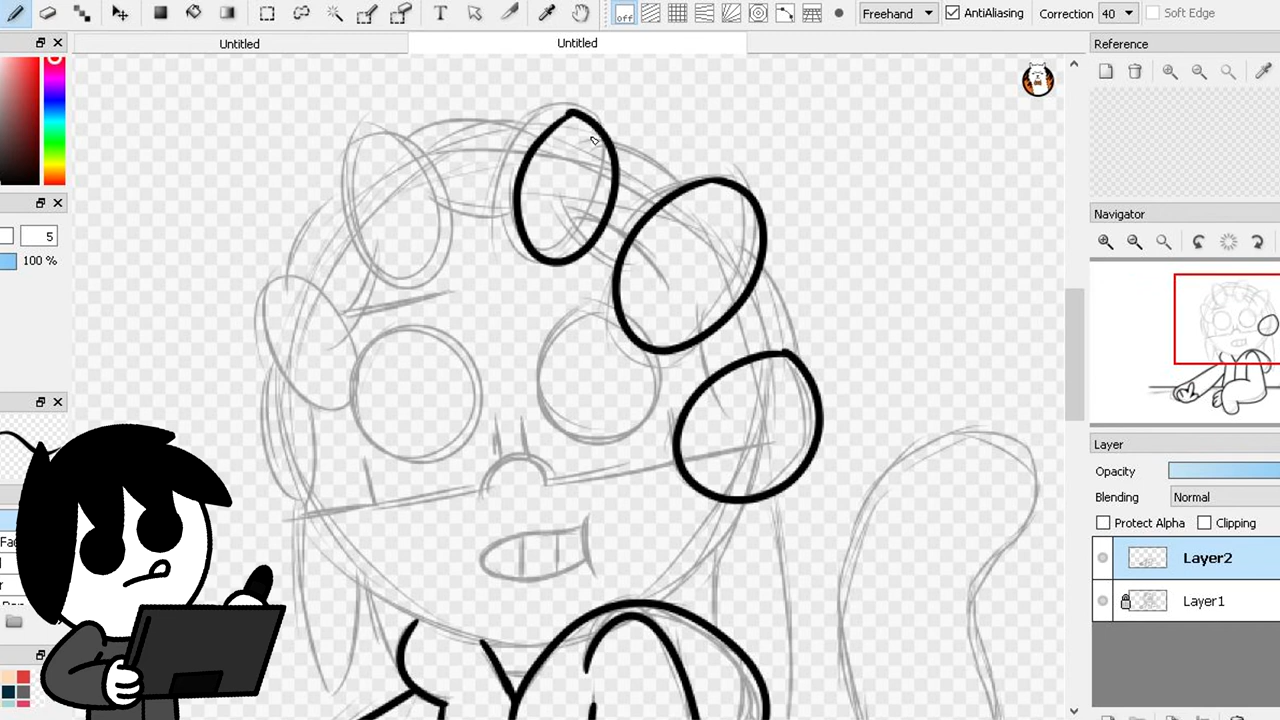 off
Freehand
AntiAliasing
Correction 40
Soft Edge
Untitled
Untitled
Reference
5
100 %
Navigator
Layer
Opacity
Blending Normal
Protect Alpha
Clipping
Layer2
Layer1